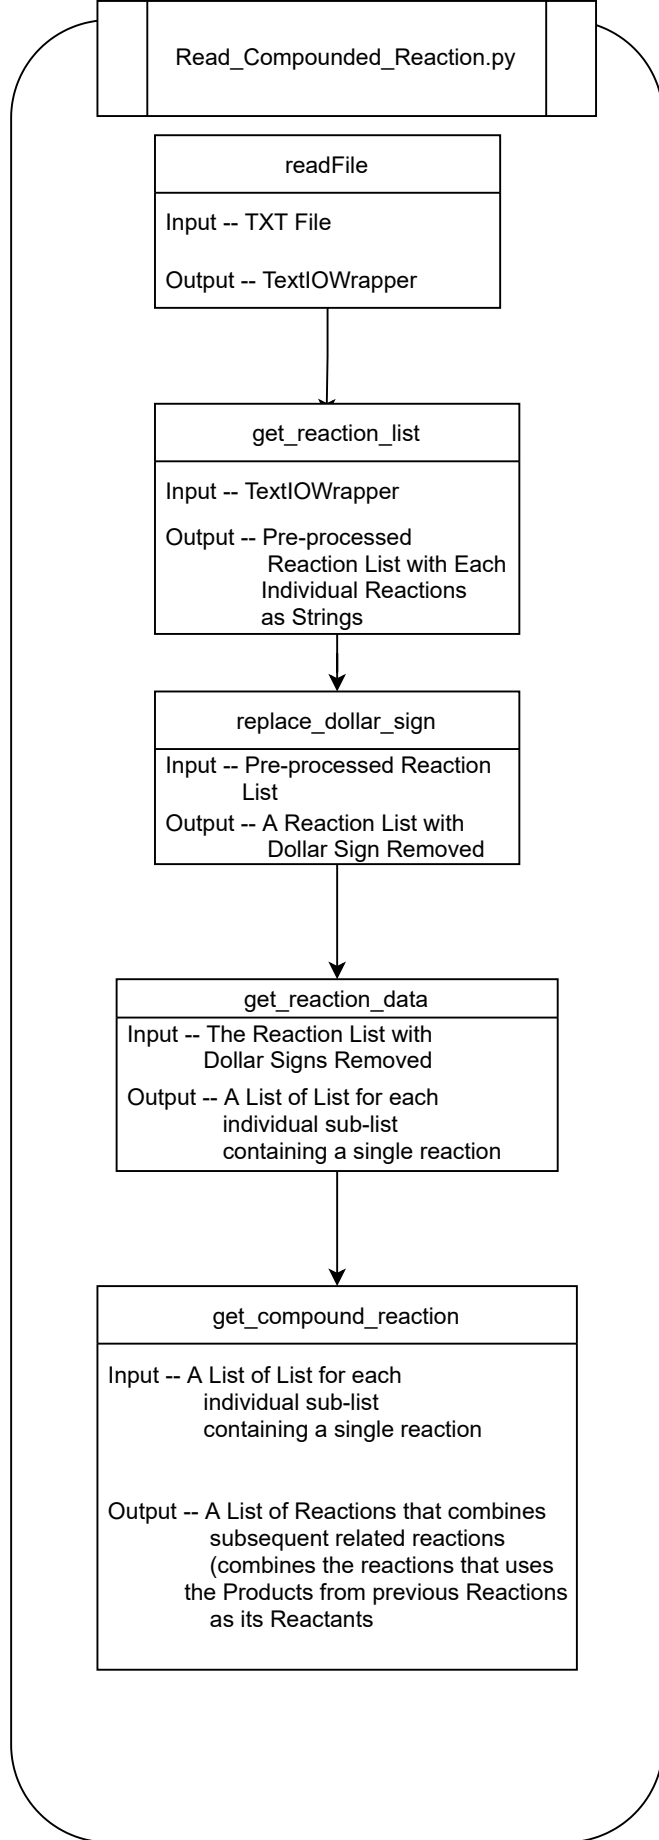 Read_Compounded_Reaction.py
readFile
Input -- TXT File
Output -- TextIOWrapper
get_reaction_list
Input -- TextIOWrapper
Output -- Pre-processed
Reaction List with Each
Individual Reactions
as Strings
replace_dollar_sign
Input -- Pre-processed Reaction
List
Output -- A Reaction List with
Dollar Sign Removed
get_reaction_data
Input -- The Reaction List with
Dollar Signs Removed
Output -- A List of List for each
individual sub-list
containing a single reaction
get_compound_reaction
Input -- A List of List for each
individual sub-list
containing a single reaction
Output -- A List of Reactions that combines
subsequent related reactions
(combines the reactions that uses
the Products from previous Reactions
as its Reactants